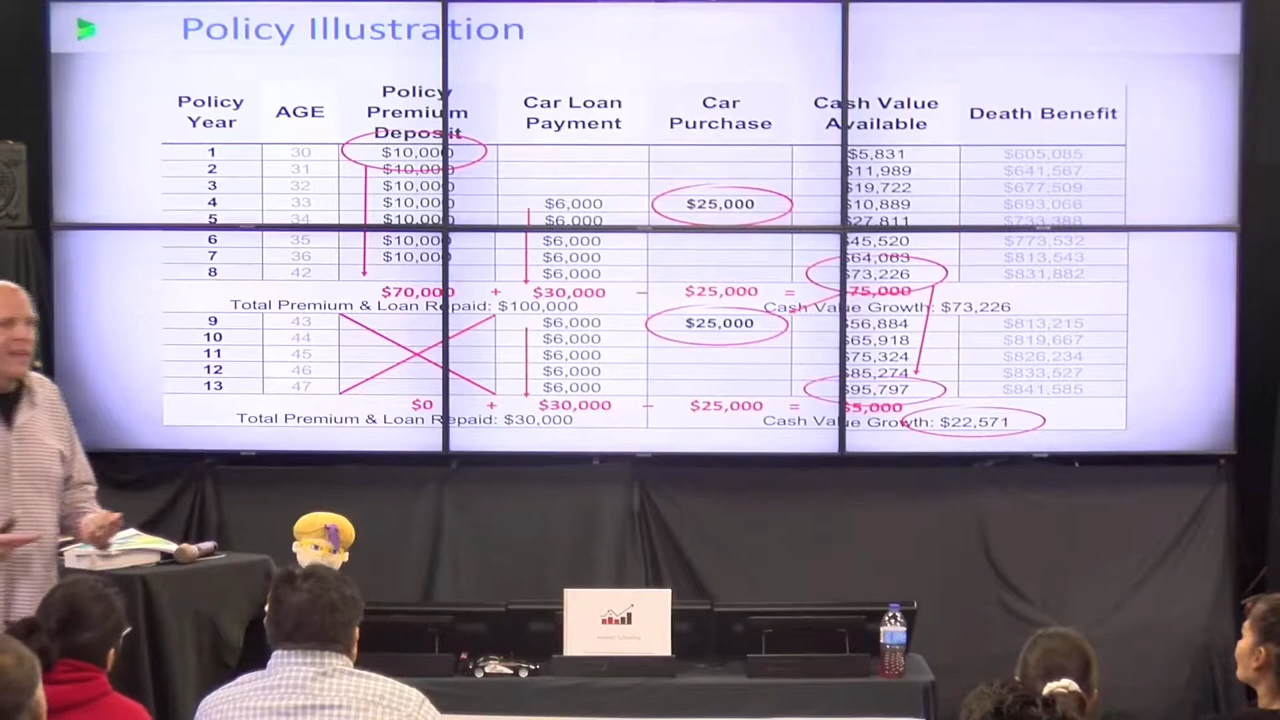 Policy Illustration
Policy Year AGE Policy Premium Deposit Car Loan Payment Car Purchase Cash Value Available Death Benefit
1 30 $10,000 $5,831 $605,085
2 31 $10,000 $11,989 $641,567
3 32 $10,000 $19,722 $677,509
4 33 $10,000 $6,000 $25,000 $10,889 $693,066
5 34 $10,000 $6,000 $27,811 $733,388
6 35 $10,000 $6,000 $45,520 $773,532
7 36 $10,000 $6,000 $64,083 $813,543
8 42 $6,000 $73,226 $831,882
$70,000 + $30,000 − $25,000 = 75,000
Total Premium & Loan Repaid: $100,000 Cash Value Growth: $73,226
9 43 $6,000 $25,000 $56,884 $813,215
10 44 $6,000 $65,918 $819,667
11 45 $6,000 $75,324 $826,234
12 46 $6,000 $85,274 $833,527
13 47 $6,000 $95,797 $841,585
$0 + $30,000 − $25,000 = $5,000
Total Premium & Loan Repaid: $30,000 Cash Value Growth: $22,571